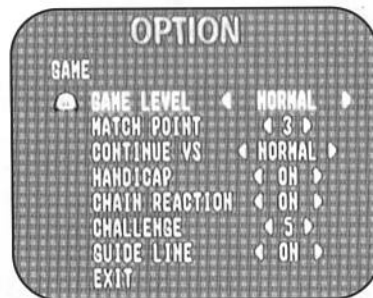 OPTION
GAME
GAME LEVEL NORMAL
MATCH POINT 3
CONTINUE VS NORMAL
HANDICAP ON
CHAIN REACTION ON
CHALLENGE 5
GUIDE LINE ON
EXIT